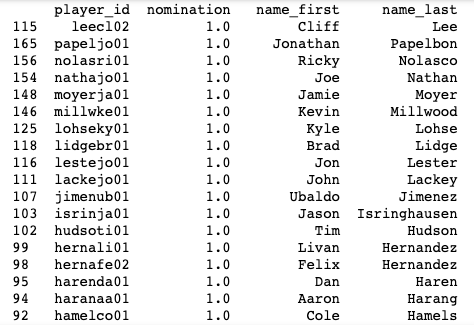 player_id nomination name_first name_last
115 leecl02 1.0 Cliff Lee
165 papeljo01 1.0 Jonathan Papelbon
156 nolasri01 1.0 Ricky Nolasco
154 nathajo01 1.0 Joe Nathan
148 moyerja01 1.0 Jamie Moyer
146 millwke01 1.0 Kevin Millwood
125 lohseky01 1.0 Kyle Lohse
118 lidgebr01 1.0 Brad Lidge
116 lestejo01 1.0 Jon Lester
111 lackejo01 1.0 John Lackey
107 jimenub01 1.0 Ubaldo Jimenez
103 isrinja01 1.0 Jason Isringhausen
102 hudsoti01 1.0 Tim Hudson
99 hernali01 1.0 Livan Hernandez
98 hernafe02 1.0 Felix Hernandez
95 harenda01 1.0 Dan Haren
94 haranaa01 1.0 Aaron Harang
92 hamelco01 1.0 Cole Hamels